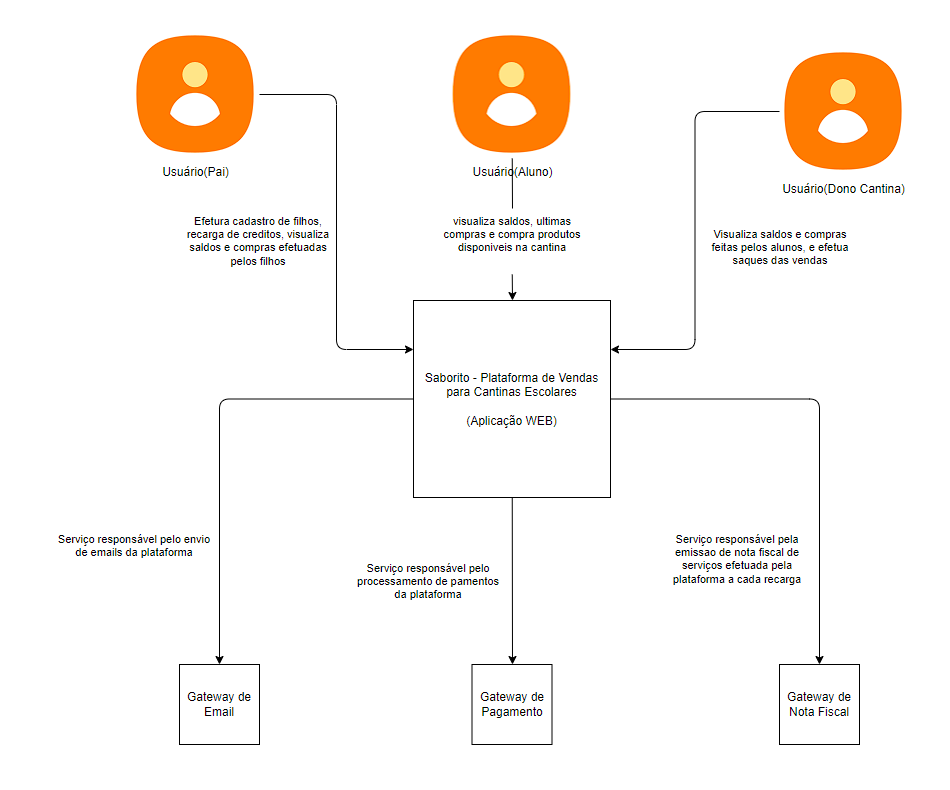 Usuário(Pai)
Usuário(Aluno)
Usuário(Dono Cantina)
Efetura cadastro de filhos,
recarga de creditos, visualiza
saldos e compras efetuadas
pelos filhos
visualiza saldos, ultimas
compras e compra produtos
disponiveis na cantina
Visualiza saldos e compras
feitas pelos alunos, e efetua
saques das vendas
Saborito - Plataforma de Vendas
para Cantinas Escolares
(Aplicação WEB)
Serviço responsável pelo envio
de emails da plataforma
Serviço responsável pelo
processamento de pamentos
da plataforma
Serviço responsável pela
emissao de nota fiscal de
serviços efetuada pela
plataforma a cada recarga
Gateway de
Email
Gateway de
Pagamento
Gateway de
Nota Fiscal